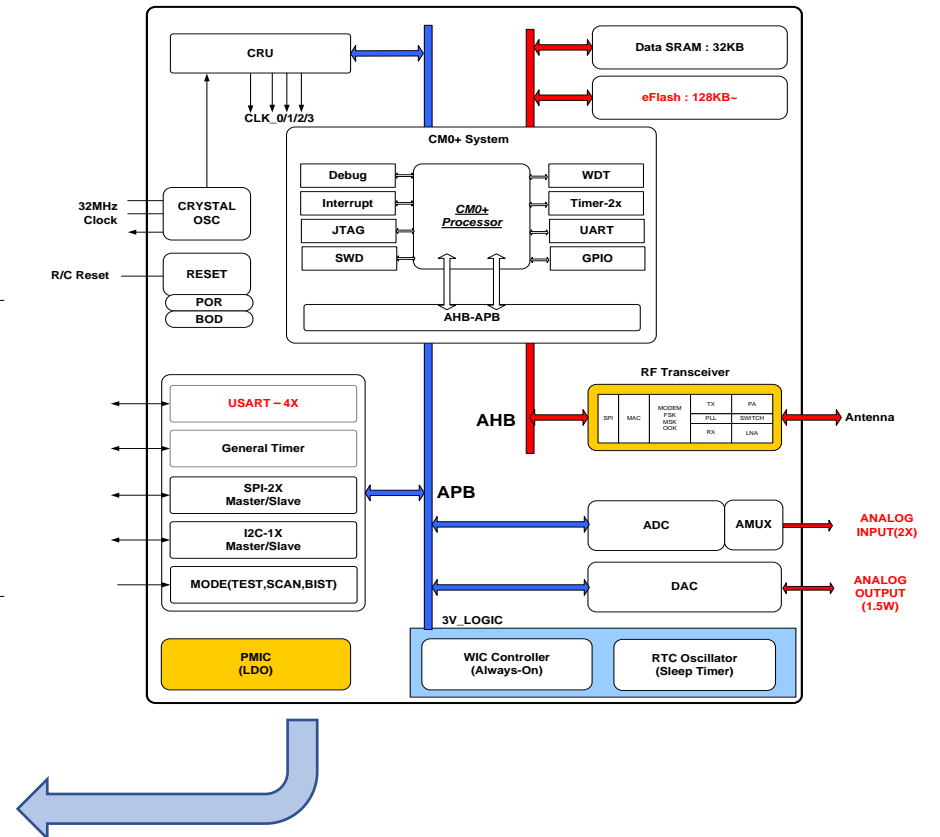 CRU
CLK_0/1/2/3
Data SRAM : 32KB
eFlash : 128KB~
CM0+ System
Debug
Interrupt
JTAG
SWD
CM0+
Processor
WDT
Timer-2x
UART
GPIO
AHB-APB
32MHz
Clock
CRYSTAL
OSC
R/C Reset
RESET
POR
BOD
USART – 4X
General Timer
SPI-2X
Master/Slave
I2C-1X
Master/Slave
MODE(TEST,SCAN,BIST)
AHB
APB
RF Transceiver
SPI
MAC
MODEM
FSK
MSK
OOK
TX
PA
PLL
SWITCH
RX
LNA
Antenna
ADC
AMUX
ANALOG
INPUT(2X)
DAC
ANALOG
OUTPUT
(1.5W)
3V_LOGIC
PMIC
(LDO)
WIC Controller
(Always-On)
RTC Oscillator
(Sleep Timer)